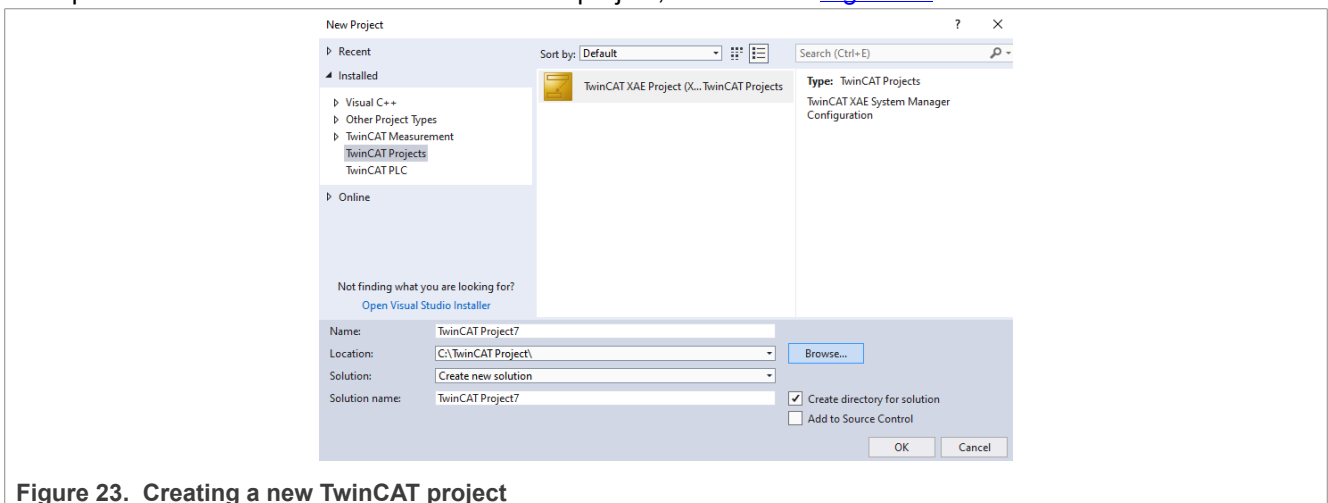 New Project ? ×
Recent
Installed
Visual C++
Other Project Types
TwinCAT Measurement
TwinCAT Projects
TwinCAT PLC
Online
Not finding what you are looking for?
Open Visual Studio Installer
Sort by: Default
TwinCAT XAE Project (X... TwinCAT Projects
Search (Ctrl+E)
Type: TwinCAT Projects
TwinCAT XAE System Manager
Configuration
Name: TwinCAT Project7
Location: C:\TwinCAT Project\ Browse...
Solution: Create new solution
Solution name: TwinCAT Project7
Create directory for solution
Add to Source Control
OK Cancel
Figure 23. Creating a new TwinCAT project